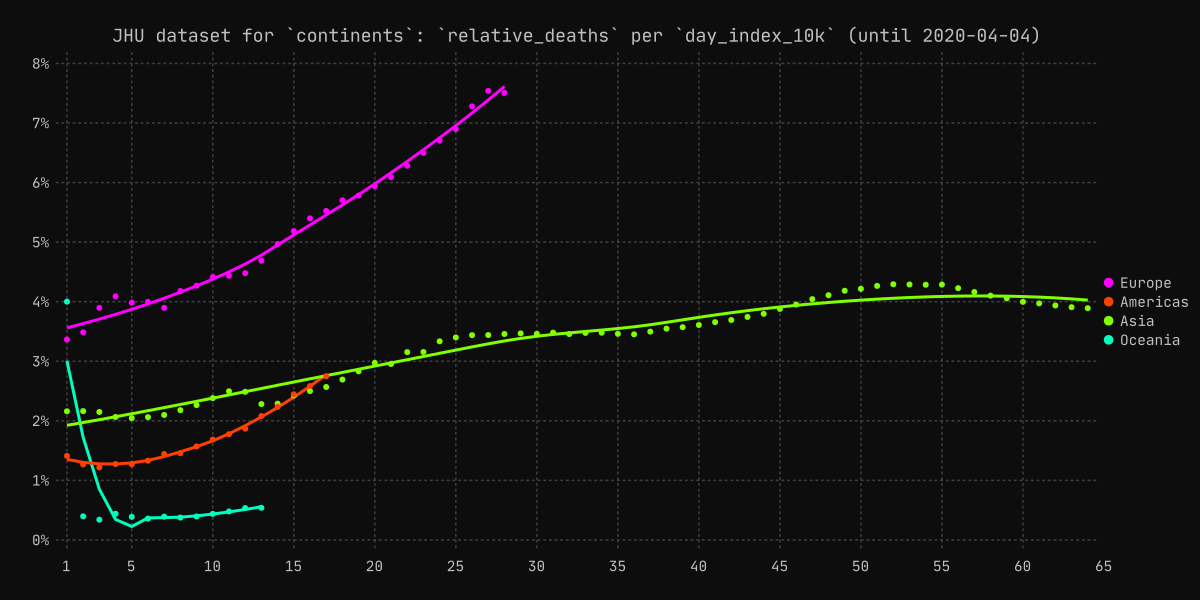 JHU dataset for `continents`: `relative_deaths` per `day_index_10k` (until 2020-04-04)
8%
7%
6%
5%
4%
3%
2%
1%
0%
1 5 10 15 20 25 30 35 40 45 50 55 60 65
Europe
Americas
Asia
Oceania